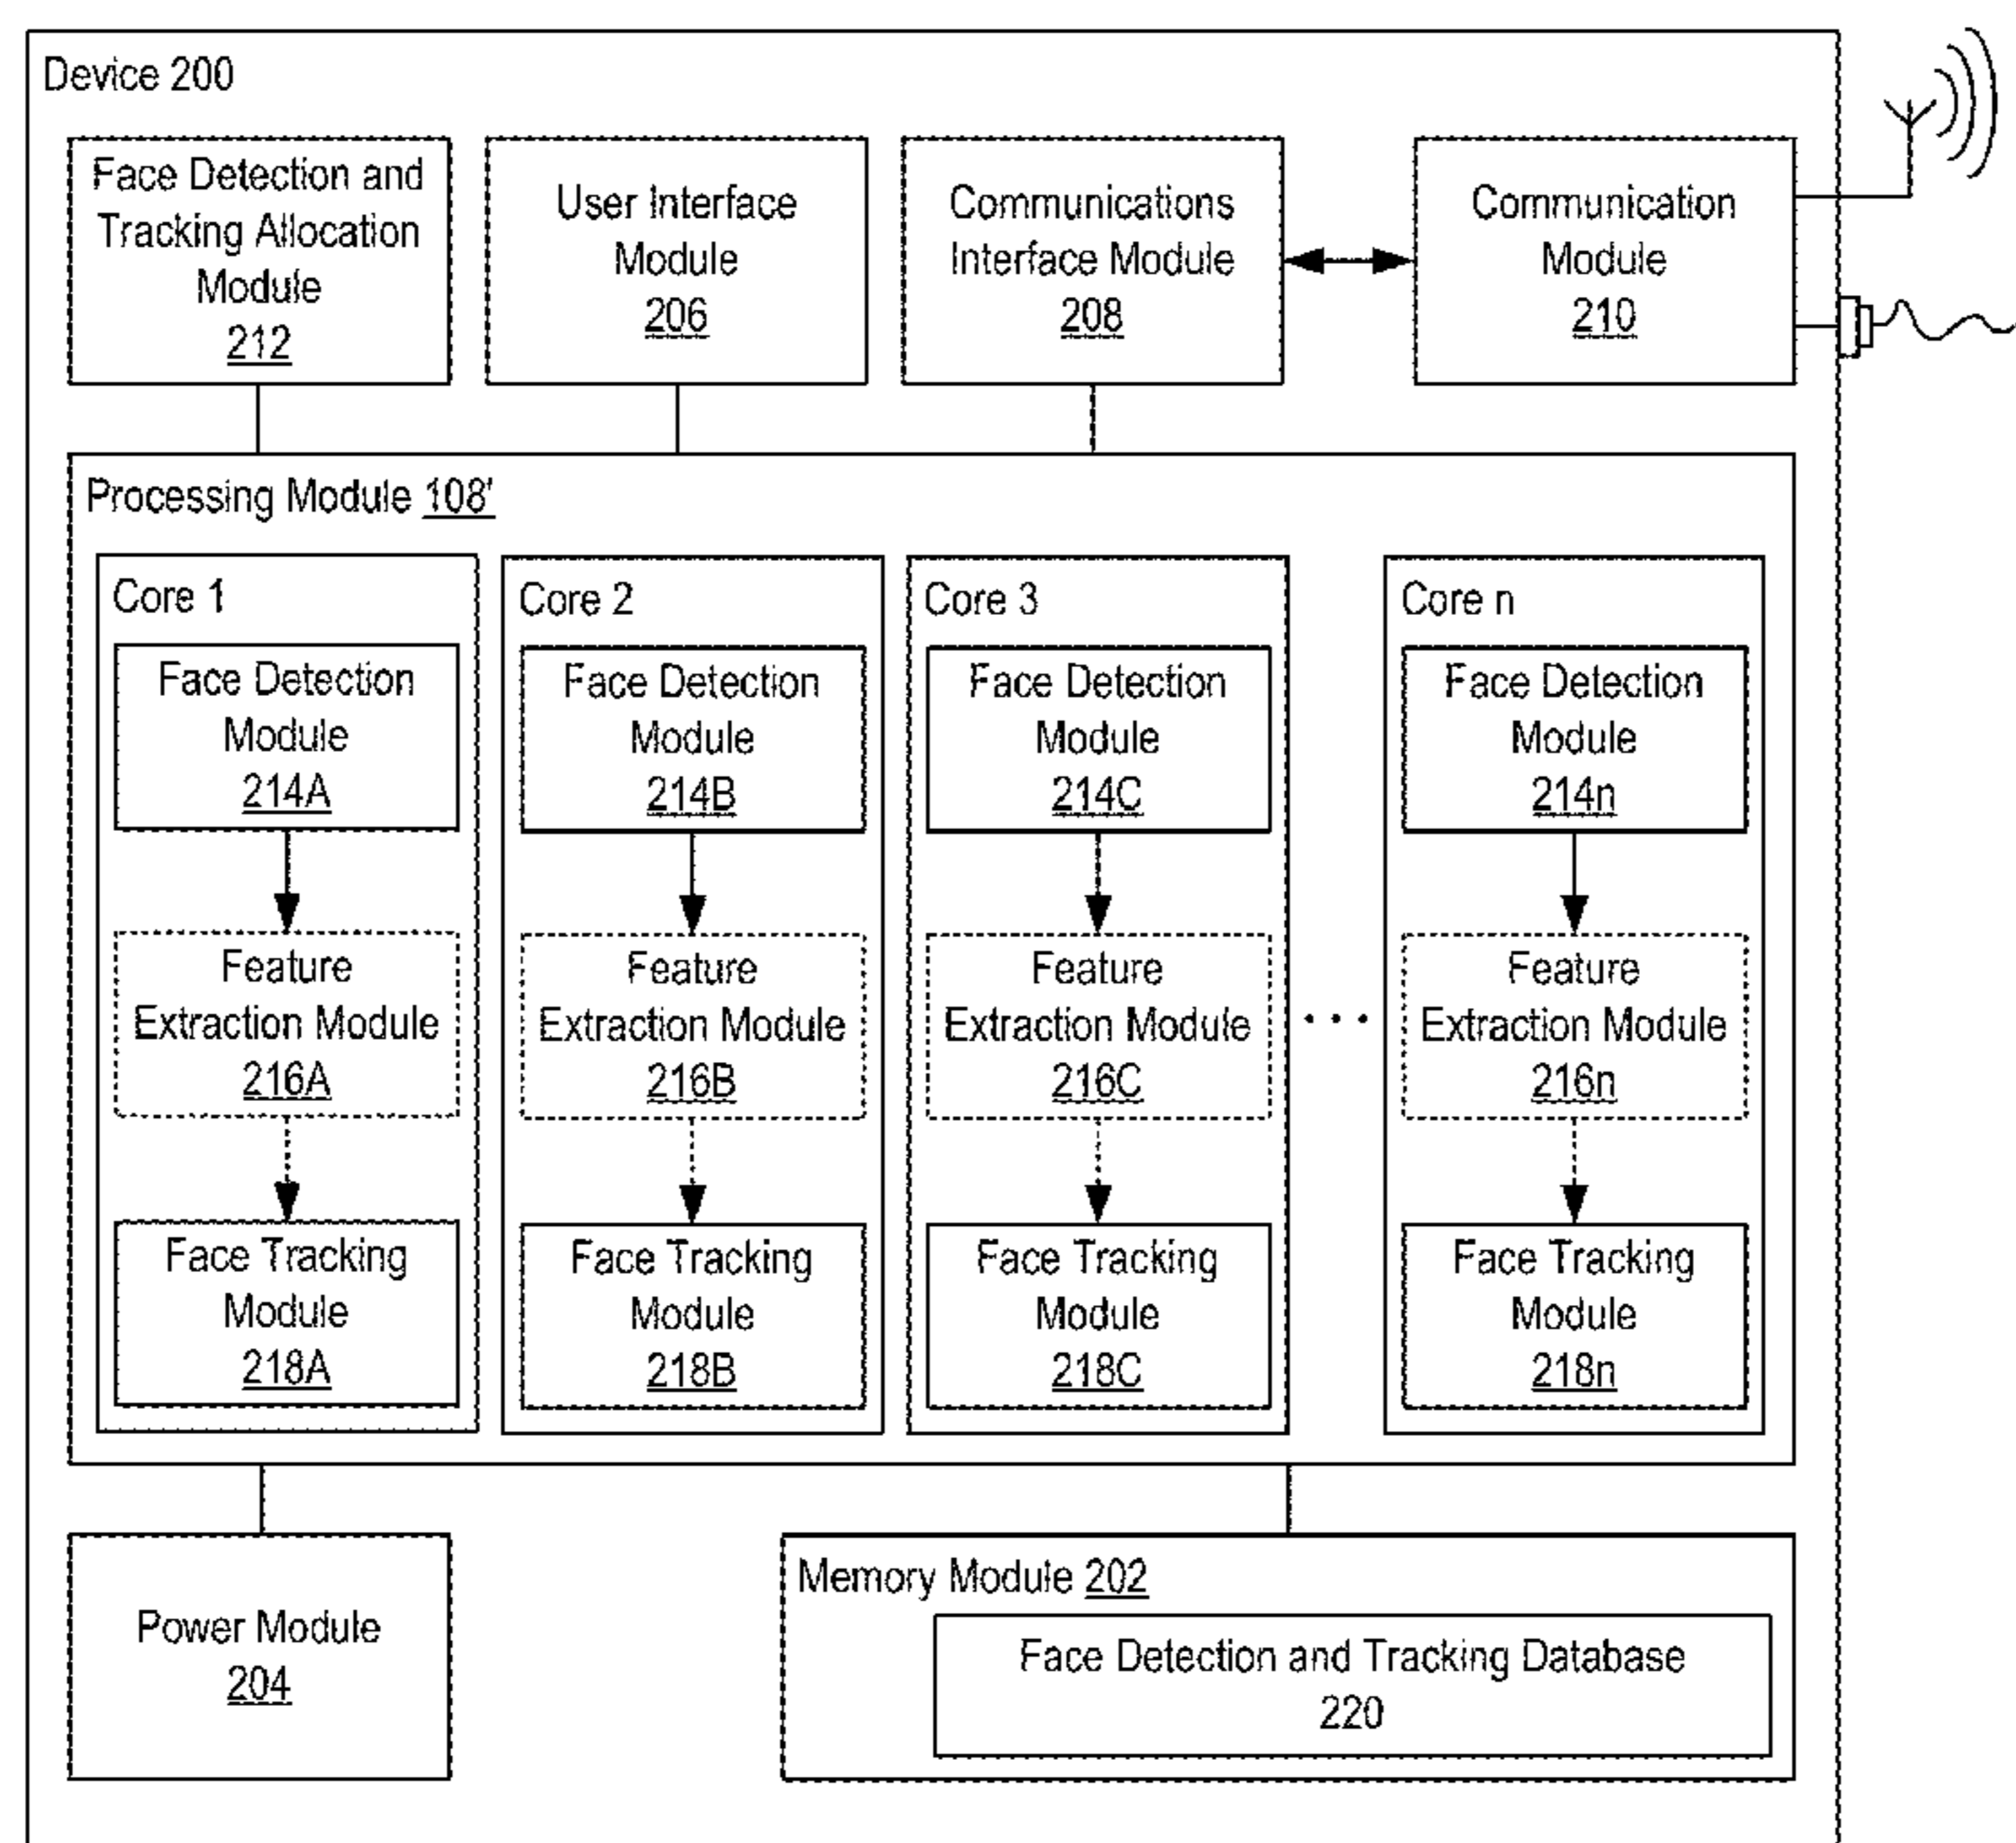 Device 200
Face Detection and
Tracking Allocation
Module
212
User Interface
Module
206
Communications
Interface Module
208
Communication
Module
210
Processing Module 108'
Core 1
Face Detection
Module
214A
Feature
Extraction Module
216A
Face Tracking
Module
218A
Core 2
Face Detection
Module
214B
Feature
Extraction Module
216B
Face Tracking
Module
218B
Core 3
Face Detection
Module
214C
Feature
Extraction Module
216C
Face Tracking
Module
218C
• • •
Core n
Face Detection
Module
214n
Feature
Extraction Module
216n
Face Tracking
Module
218n
Power Module
204
Memory Module 202
Face Detection and Tracking Database
220